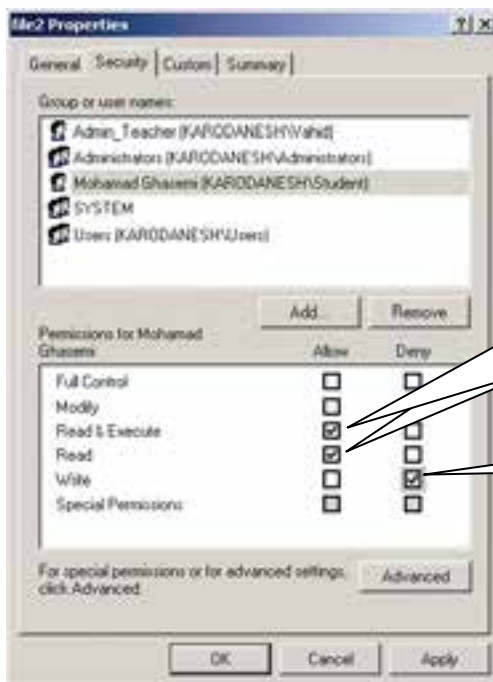 file2 Properties
General Security Custom Summary
Group or user names:
Admin_Teacher (KARODANESH\Vahid)
Administrators (KARODANESH\Administrators)
Mohamad Ghasemi (KARODANESH\Student)
SYSTEM
Users (KARODANESH\Users)
Add... Remove
Permissions for Mohamad
Ghasemi Allow Deny
Full Control
Modify
Read & Execute
Read
Write
Special Permissions
For special permissions or for advanced settings,
click Advanced. Advanced
OK Cancel Apply